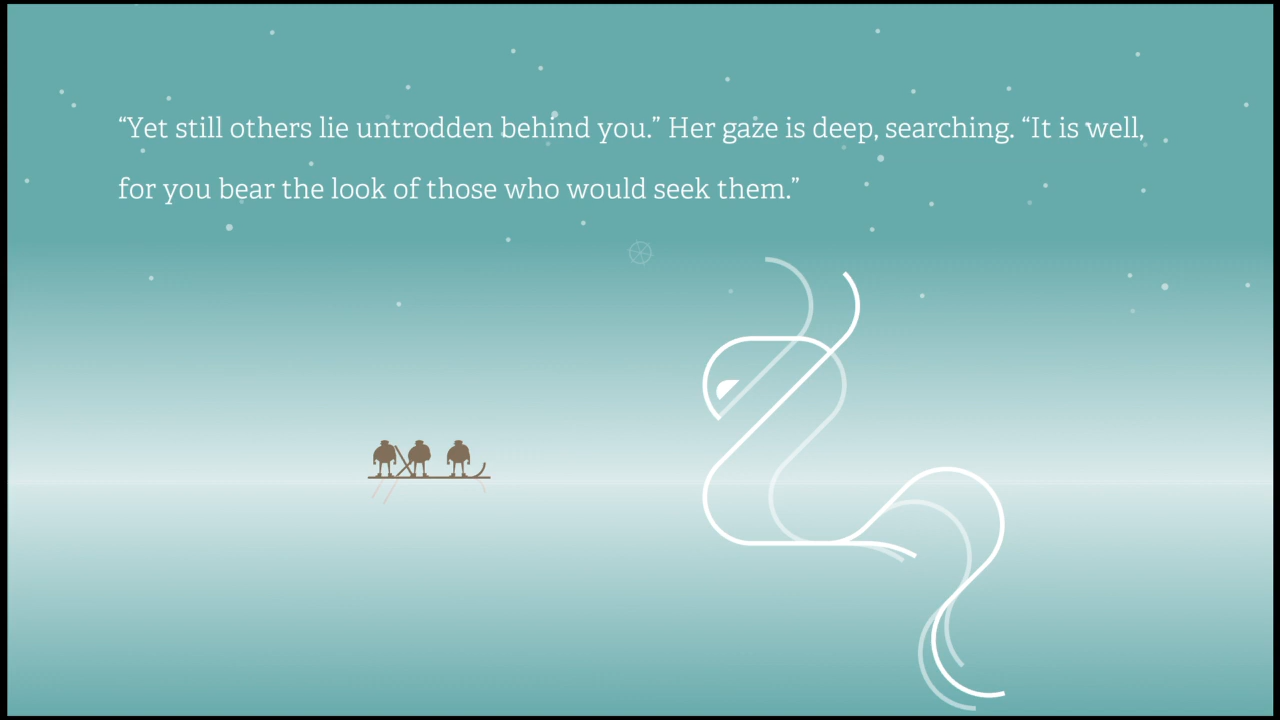 “Yet still others lie untrodden behind you.” Her gaze is deep, searching. “It is well,
for you bear the look of those who would seek them.”